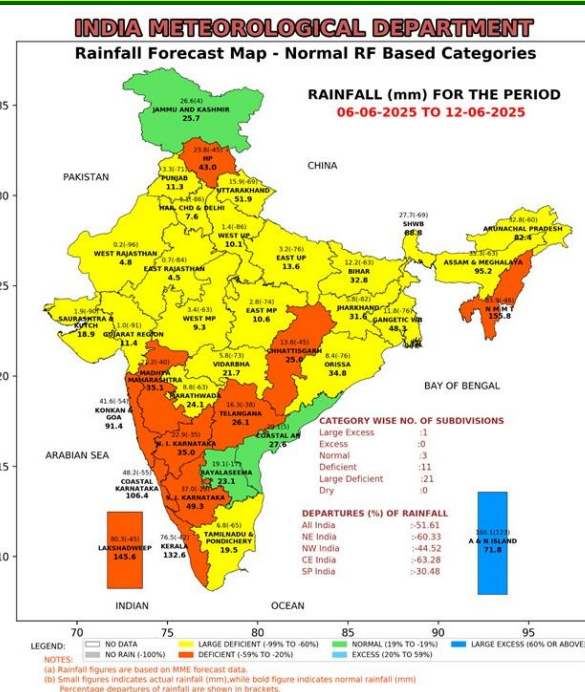 INDIA METEOROLOGICAL DEPARTMENT
Rainfall Forecast Map - Normal RF Based Categories
RAINFALL (mm) FOR THE PERIOD
06-06-2025 TO 12-06-2025
26.6(4)
JAMMU AND KASHMIR
25.7
23.8(-45)
HP
43.0
CHINA
PAKISTAN
3.3(-71)
PUNJAB
11.3
15.9(-69)
UTTARAKHAND
51.9
HAR. CHD & DELHI
7.6
1.4(-86)
WEST UP
10.1
0.2(-96)
WEST RAJASTHAN
4.8
0.7(-84)
EAST RAJASTHAN
4.5
3.2(-76)
EAST UP
13.6
12.2(-63)
BIHAR
32.8
27.7(-69)
SHWB
88.8
32.8(-60)
ARUNACHAL PRADESH
82.4
ASSAM & MEGHALAYA
95.2
N M M T
155.8
1.9(-90)
SAURASHTRA &
KUTCH
18.9
1.0(-91)
GUJARAT REGION
11.4
3.4(-63)
WEST MP
9.3
2.8(-74)
EAST MP
10.6
JHARKHAND
31.6
11.8(-76)
GANGETIC WB
48.3
13.8(-45)
CHHATTISGARH
25.0
8.4(-76)
ORISSA
34.8
5.8(-73)
VIDARBHA
21.7
MADHYA
MAHARASHTRA
35.1
8.8(-63)
MARATHWADA
24.1
16.3(-38)
TELANGANA
26.1
41.6(-54)
KONKAN &
GOA
91.4
22.9(-35)
N. I. KARNATAKA
35.0
29.1(5)
COASTAL AP
27.6
BAY OF BENGAL
ARABIAN SEA
48.2(-55)
COASTAL
KARNATAKA
106.4
19.1(-17)
RAYALASEEMA
23.1
S. I. KARNATAKA
49.3
76.5(-42)
KERALA
132.6
6.8(-65)
TAMILNADU &
PONDICHERY
19.5
80.3(-45)
LAKSHADWEEP
145.6
160.1(123)
A & N ISLAND
71.8
CATEGORY WISE NO. OF SUBDIVISIONS
Large Excess :1
Excess :0
Normal :3
Deficient :11
Large Deficient :21
Dry :0
DEPARTURES (%) OF RAINFALL
All India :-51.61
NE India :-60.33
NW India :-44.52
CE India :-63.28
SP India :-30.48
INDIAN OCEAN
35
30
25
20
15
10
70 75 80 85 90 95
LEGEND:
NO DATA
NO RAIN (-100%)
LARGE DEFICIENT (-99% TO -60%)
DEFICIENT (-59% TO -20%)
NORMAL (19% TO -19%)
EXCESS (20% TO 59%)
LARGE EXCESS (60% OR ABOVE)
NOTES:
(a) Rainfall figures are based on MME forecast data.
(b) Small figures indicates actual rainfall (mm),while bold figure indicates normal rainfall (mm)
Percentage departures of rainfall are shown in brackets.